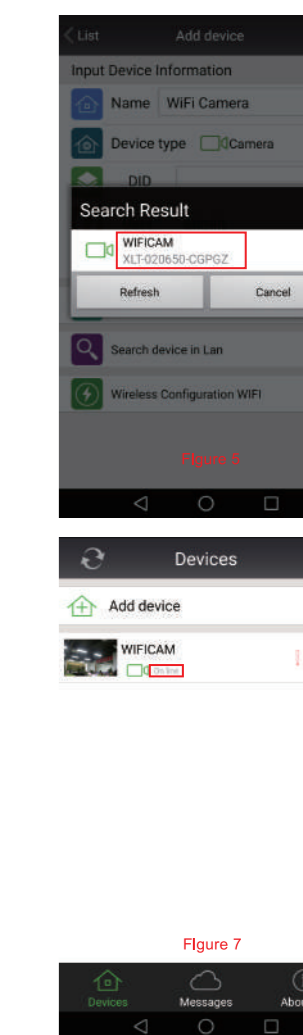 List
Add device
Input Device Information
Name
WiFi Camera
Device type
Camera
DID
Search Result
WIFICAM
XLT-020650-CGPGZ
Refresh
Cancel
Search device in Lan
Wireless Configuration WIFI
Devices
Add device
WIFICAM
On line
FIgure 7
Devices
Messages